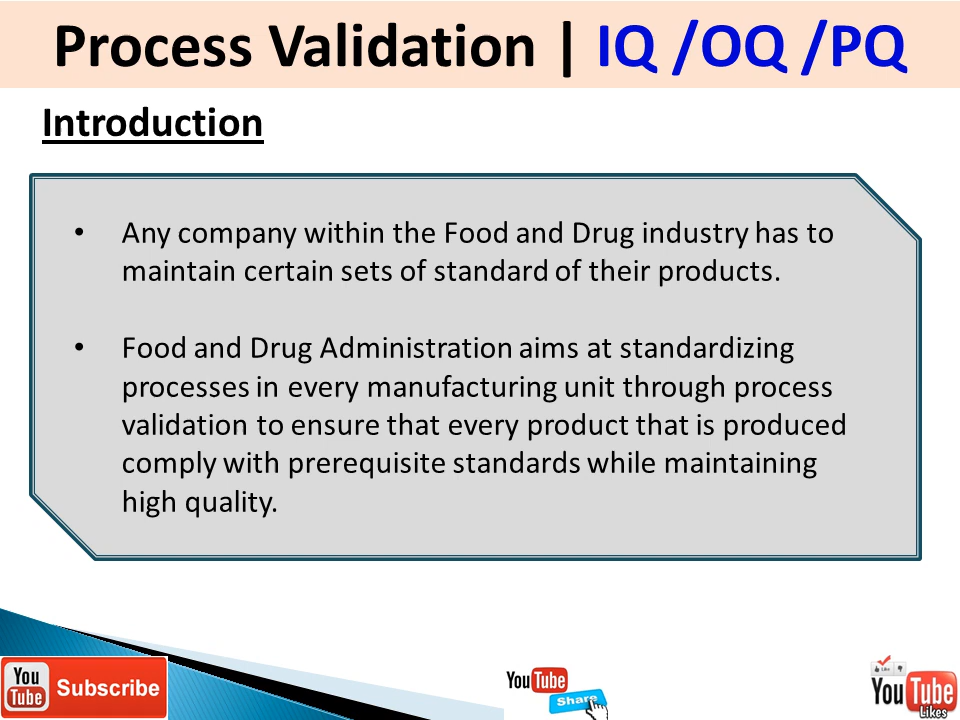 Process Validation | IQ /OQ /PQ
Introduction
• Any company within the Food and Drug industry has to
maintain certain sets of standard of their products.
• Food and Drug Administration aims at standardizing
processes in every manufacturing unit through process
validation to ensure that every product that is produced
comply with prerequisite standards while maintaining
high quality.
You
Tube
Subscribe
YouTube
Share
Like
YouTube
Likes